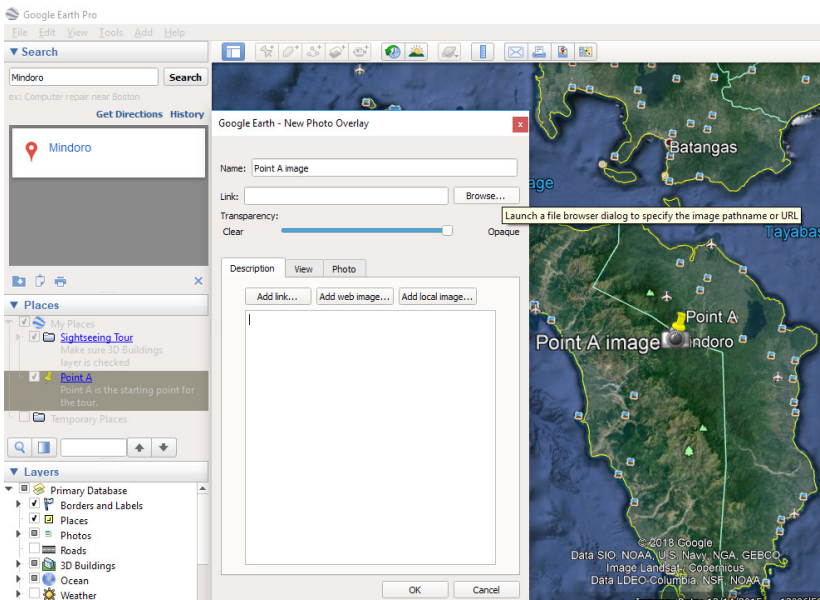 Google Earth Pro
File Edit View Tools Add Help
Search
Mindoro
Search
ex: Computer repair near Boston
Get Directions History
Mindoro
Places
My Places
Sightseeing Tour
Make sure 3D Buildings
layer is checked
Point A
Point A is the starting point for
the tour.
Temporary Places
Layers
Primary Database
Borders and Labels
Places
Photos
Roads
3D Buildings
Ocean
Weather
Google Earth - New Photo Overlay
x
Name: Point A image
Link:
Browse...
Launch a file browser dialog to specify the image pathname or URL
Transparency:
Clear
Opaque
Description View Photo
Add link... Add web image... Add local image...
OK Cancel
Batangas
age
Tayabas
Point A
Point A image
indoro
©2018 Google
Data SIO, NOAA, U.S. Navy, NGA, GEBCO
Image Landsat / Copernicus
Data LDEO-Columbia, NSF, NOAA